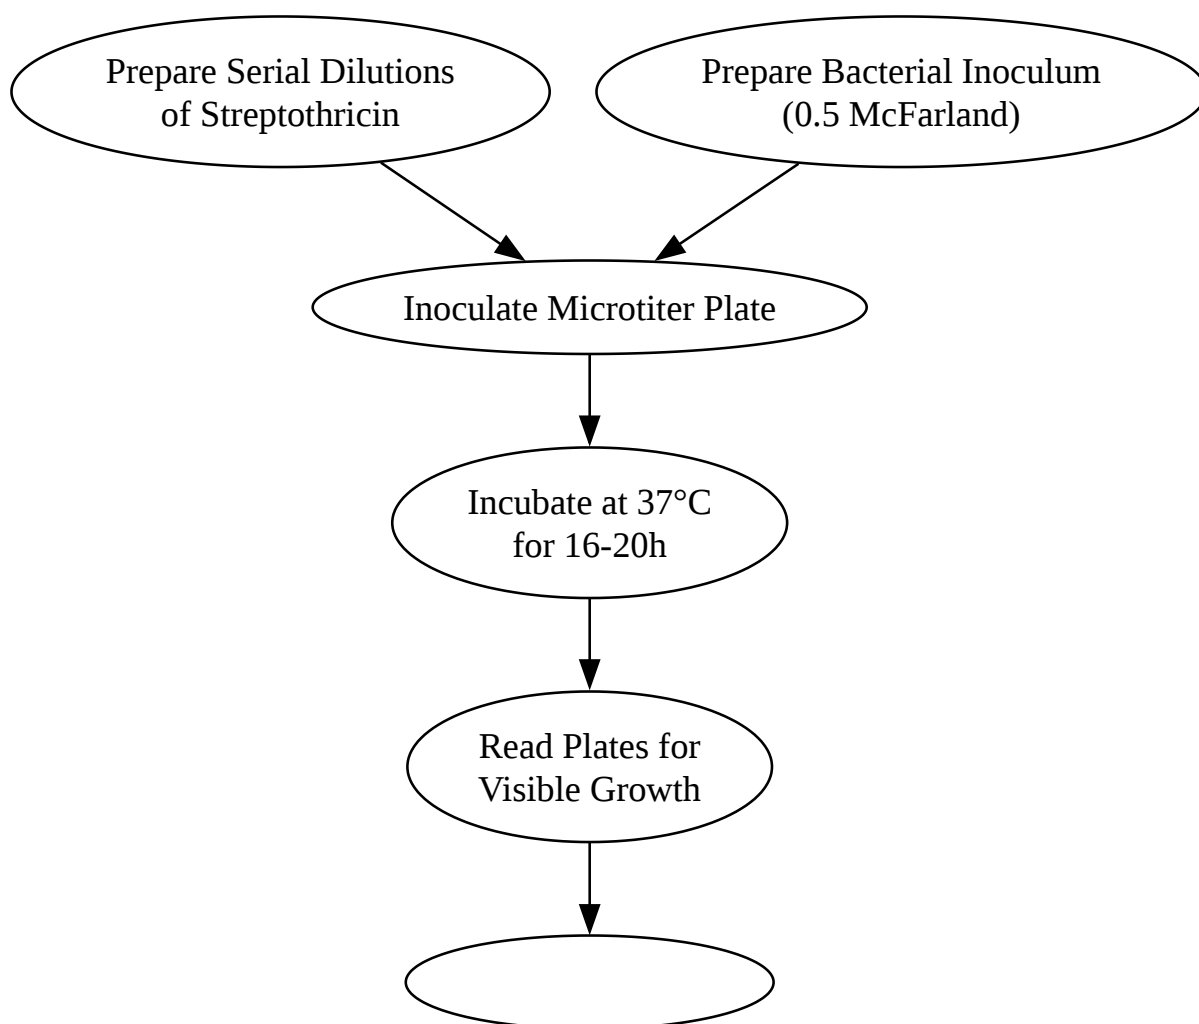 Prepare Serial Dilutions
of Streptothricin
Prepare Bacterial Inoculum
(0.5 McFarland)
Inoculate Microtiter Plate
Incubate at 37°C
for 16-20h
Read Plates for
Visible Growth